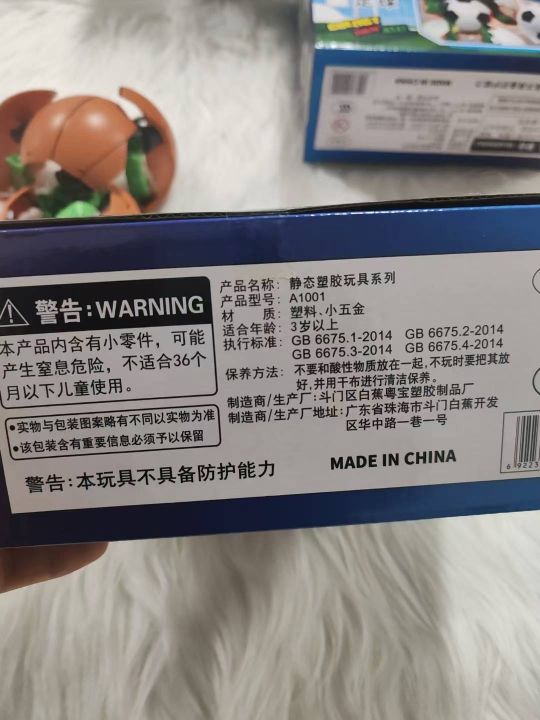 MADE IN CHINA
警告:WARNING
本产品内含有小零件，可能
产生窒息危险，不适合36个
月以下儿童使用。
•实物与包装图案略有不同以实物为准
•该包装含有重要信息必须予以保留
警告:本玩具不具备防护能力
产品名称: 静态塑胶玩具系列
产品型号: A1001
材 质: 塑料、小五金
适合年龄: 3岁以上
执行标准: GB 6675.1-2014 GB 6675.2-2014
GB 6675.3-2014 GB 6675.4-2014
保养方法: 不要和酸性物质放在一起,不玩时要把其放
好,并用干布进行清洁保养。
制造商/生产厂: 斗门区白蕉粤宝塑胶制品厂
制造商/生产厂地址: 广东省珠海市斗门白蕉开发
区华中路一巷一号
MADE IN CHINA
6 9223